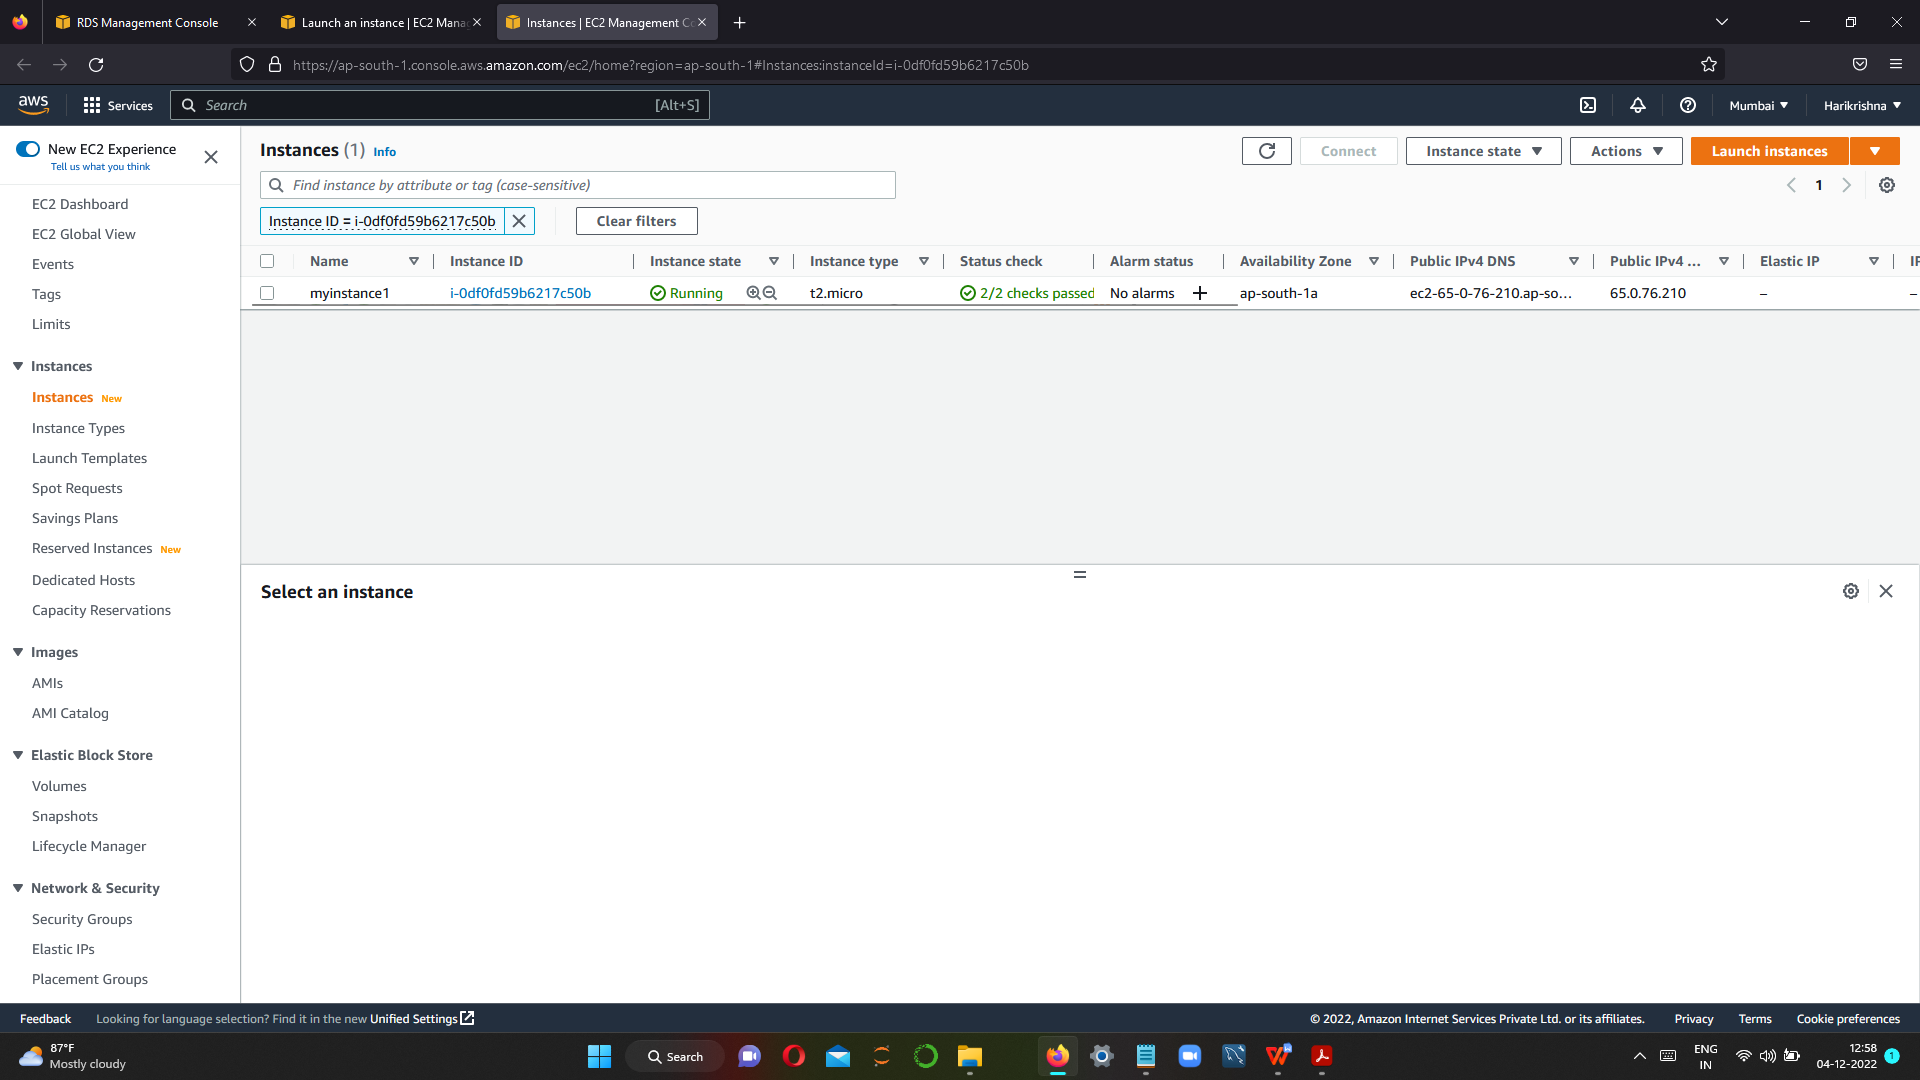 RDS Management Console
Launch an instance | EC2 Mana
Instances | EC2 Management Co
https://ap-south-1.console.aws.amazon.com/ec2/home?region=ap-south-1#Instances:instanceId=i-0df0fd59b6217c50b
aws
Services
Search
[Alt+S]
Mumbai
Harikrishna
New EC2 Experience
Tell us what you think
EC2 Dashboard
EC2 Global View
Events
Tags
Limits
Instances
Instances New
Instance Types
Launch Templates
Spot Requests
Savings Plans
Reserved Instances New
Dedicated Hosts
Capacity Reservations
Images
AMIs
AMI Catalog
Elastic Block Store
Volumes
Snapshots
Lifecycle Manager
Network & Security
Security Groups
Elastic IPs
Placement Groups
Instances (1) Info
Connect
Instance state
Actions
Launch instances
Find instance by attribute or tag (case-sensitive)
1
Instance ID = i-0df0fd59b6217c50b
Clear filters
Name Instance ID Instance state Instance type Status check Alarm status Availability Zone Public IPv4 DNS Public IPv4 ... Elastic IP IP
myinstance1 i-0df0fd59b6217c50b Running t2.micro 2/2 checks passed No alarms + ap-south-1a ec2-65-0-76-210.ap-so... 65.0.76.210 – –
Select an instance
Feedback
Looking for language selection? Find it in the new Unified Settings
© 2022, Amazon Internet Services Private Ltd. or its affiliates.
Privacy
Terms
Cookie preferences
87°F
Mostly cloudy
Search
ENG
IN
12:58
04-12-2022
1